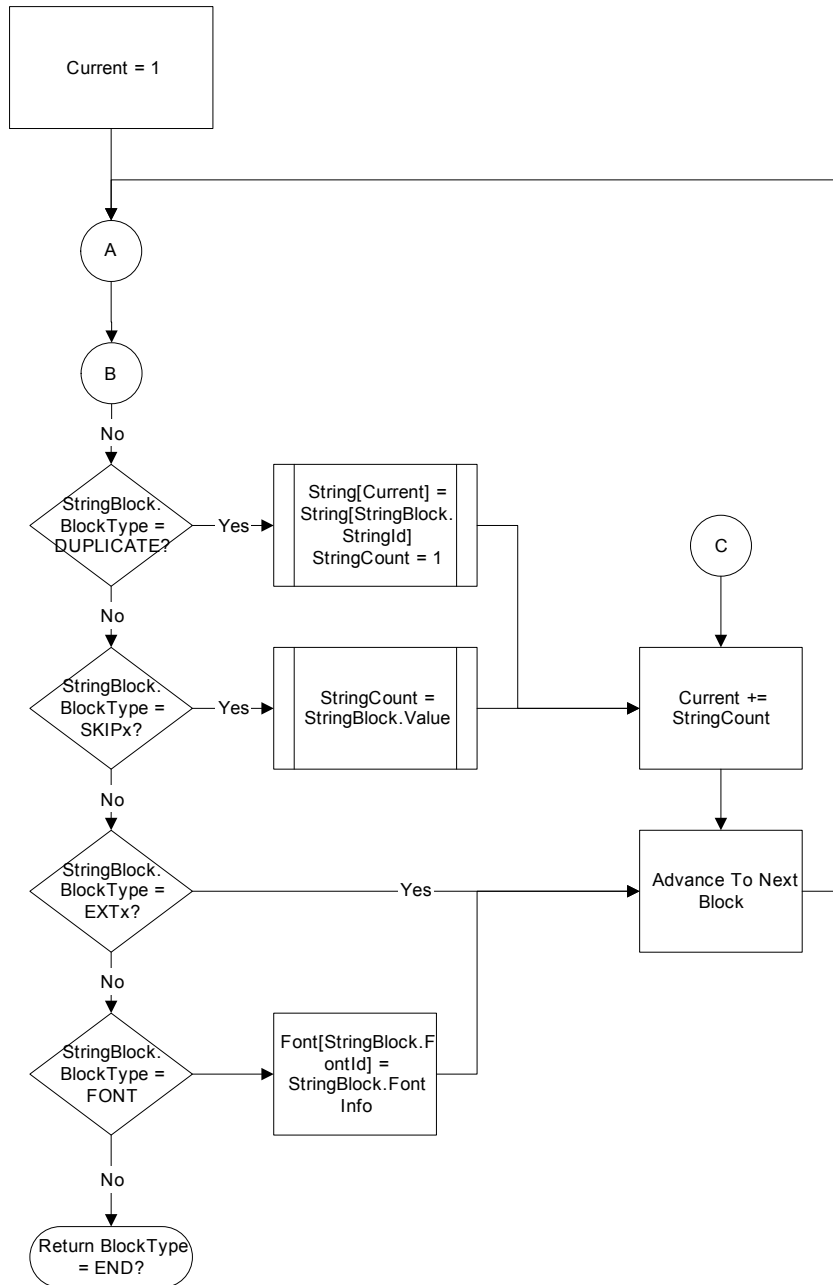 Current = 1
A
B
No
StringBlock.
BlockType =
DUPLICATE?
Yes
String[Current] =
String[StringBlock.
StringId]
StringCount = 1
C
No
StringBlock.
BlockType =
SKIPx?
Yes
StringCount =
StringBlock.Value
Current +=
StringCount
No
StringBlock.
BlockType =
EXTx?
Yes
Advance To Next
Block
No
StringBlock.
BlockType =
FONT
Font[StringBlock.F
ontId] =
StringBlock.Font
Info
No
Return BlockType
= END?